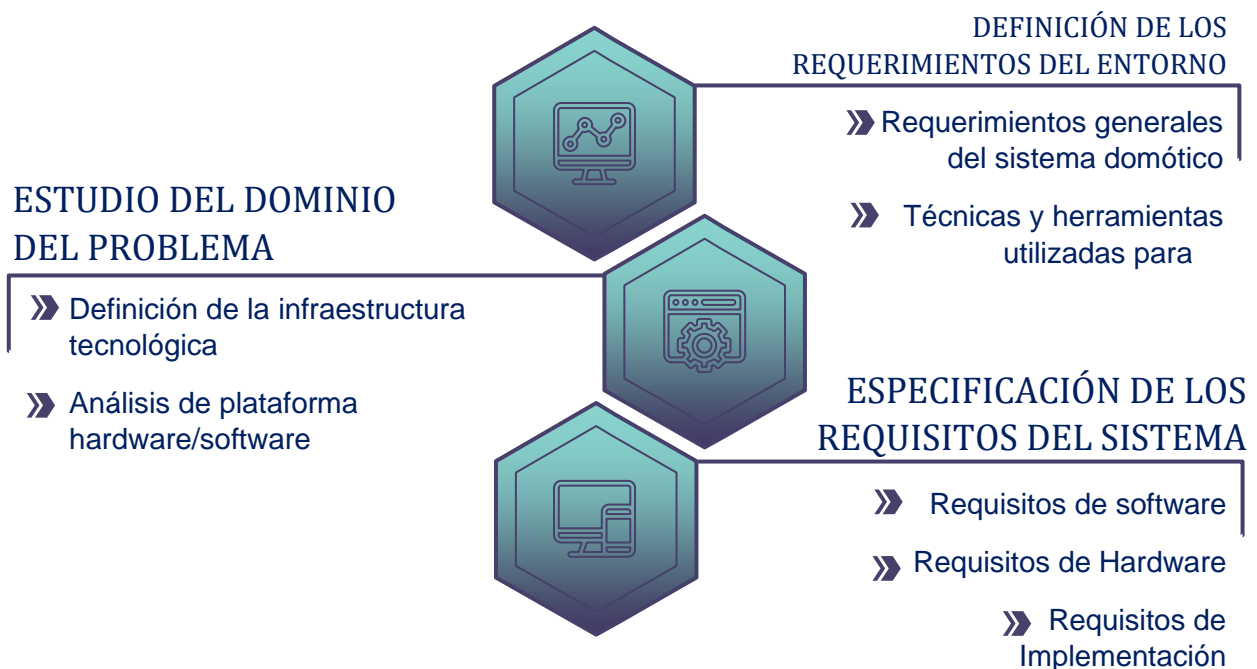 DEFINICIÓN DE LOS
REQUERIMIENTOS DEL ENTORNO
Requerimientos generales
del sistema domótico
Técnicas y herramientas
utilizadas para
ESTUDIO DEL DOMINIO
DEL PROBLEMA
Definición de la infraestructura
tecnológica
Análisis de plataforma
hardware/software
ESPECIFICACIÓN DE LOS
REQUISITOS DEL SISTEMA
Requisitos de software
Requisitos de Hardware
Requisitos de
Implementación